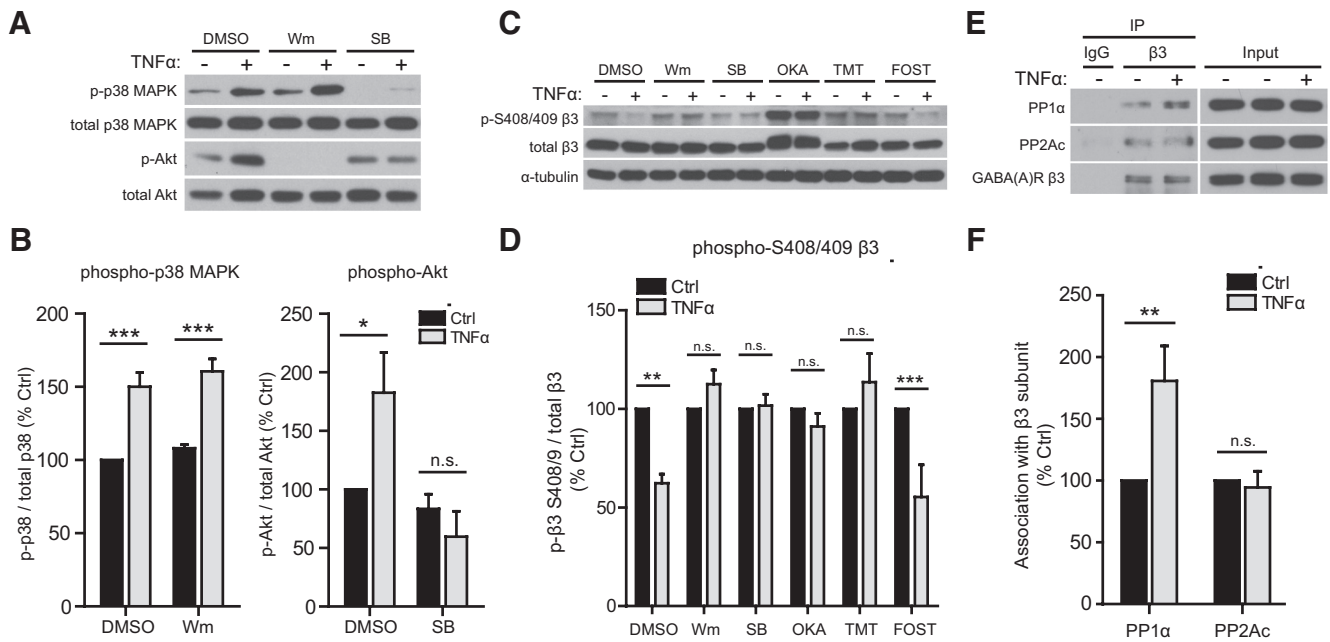 A
DMSO Wm SB
TNFα: - + - + - +
p-p38 MAPK
total p38 MAPK
p-Akt
total Akt
B
phospho-p38 MAPK
p-p38 / total p38 (% Ctrl)
200
150
100
50
0
*** ***
DMSO Wm
phospho-Akt
p-Akt / total Akt (% Ctrl)
250
200
150
100
50
0
Ctrl
TNFα
*
n.s.
DMSO SB
C
DMSO Wm SB OKA TMT FOST
TNFα: - + - + - + - + - + - +
p-S408/409 β3
total β3
α-tubulin
D
phospho-S408/409 β3
Ctrl
TNFα
p-β3 S408/9 / total β3
(% Ctrl)
150
100
50
0
** n.s. n.s. n.s. n.s. ***
DMSO Wm SB OKA TMT FOST
E
IP
IgG β3 Input
TNFα: - - + - - +
PP1α
PP2Ac
GABA(A)R β3
F
Ctrl
TNFα
Association with β3 subunit
(% Ctrl)
250
200
150
100
50
0
**
n.s.
PP1α PP2Ac